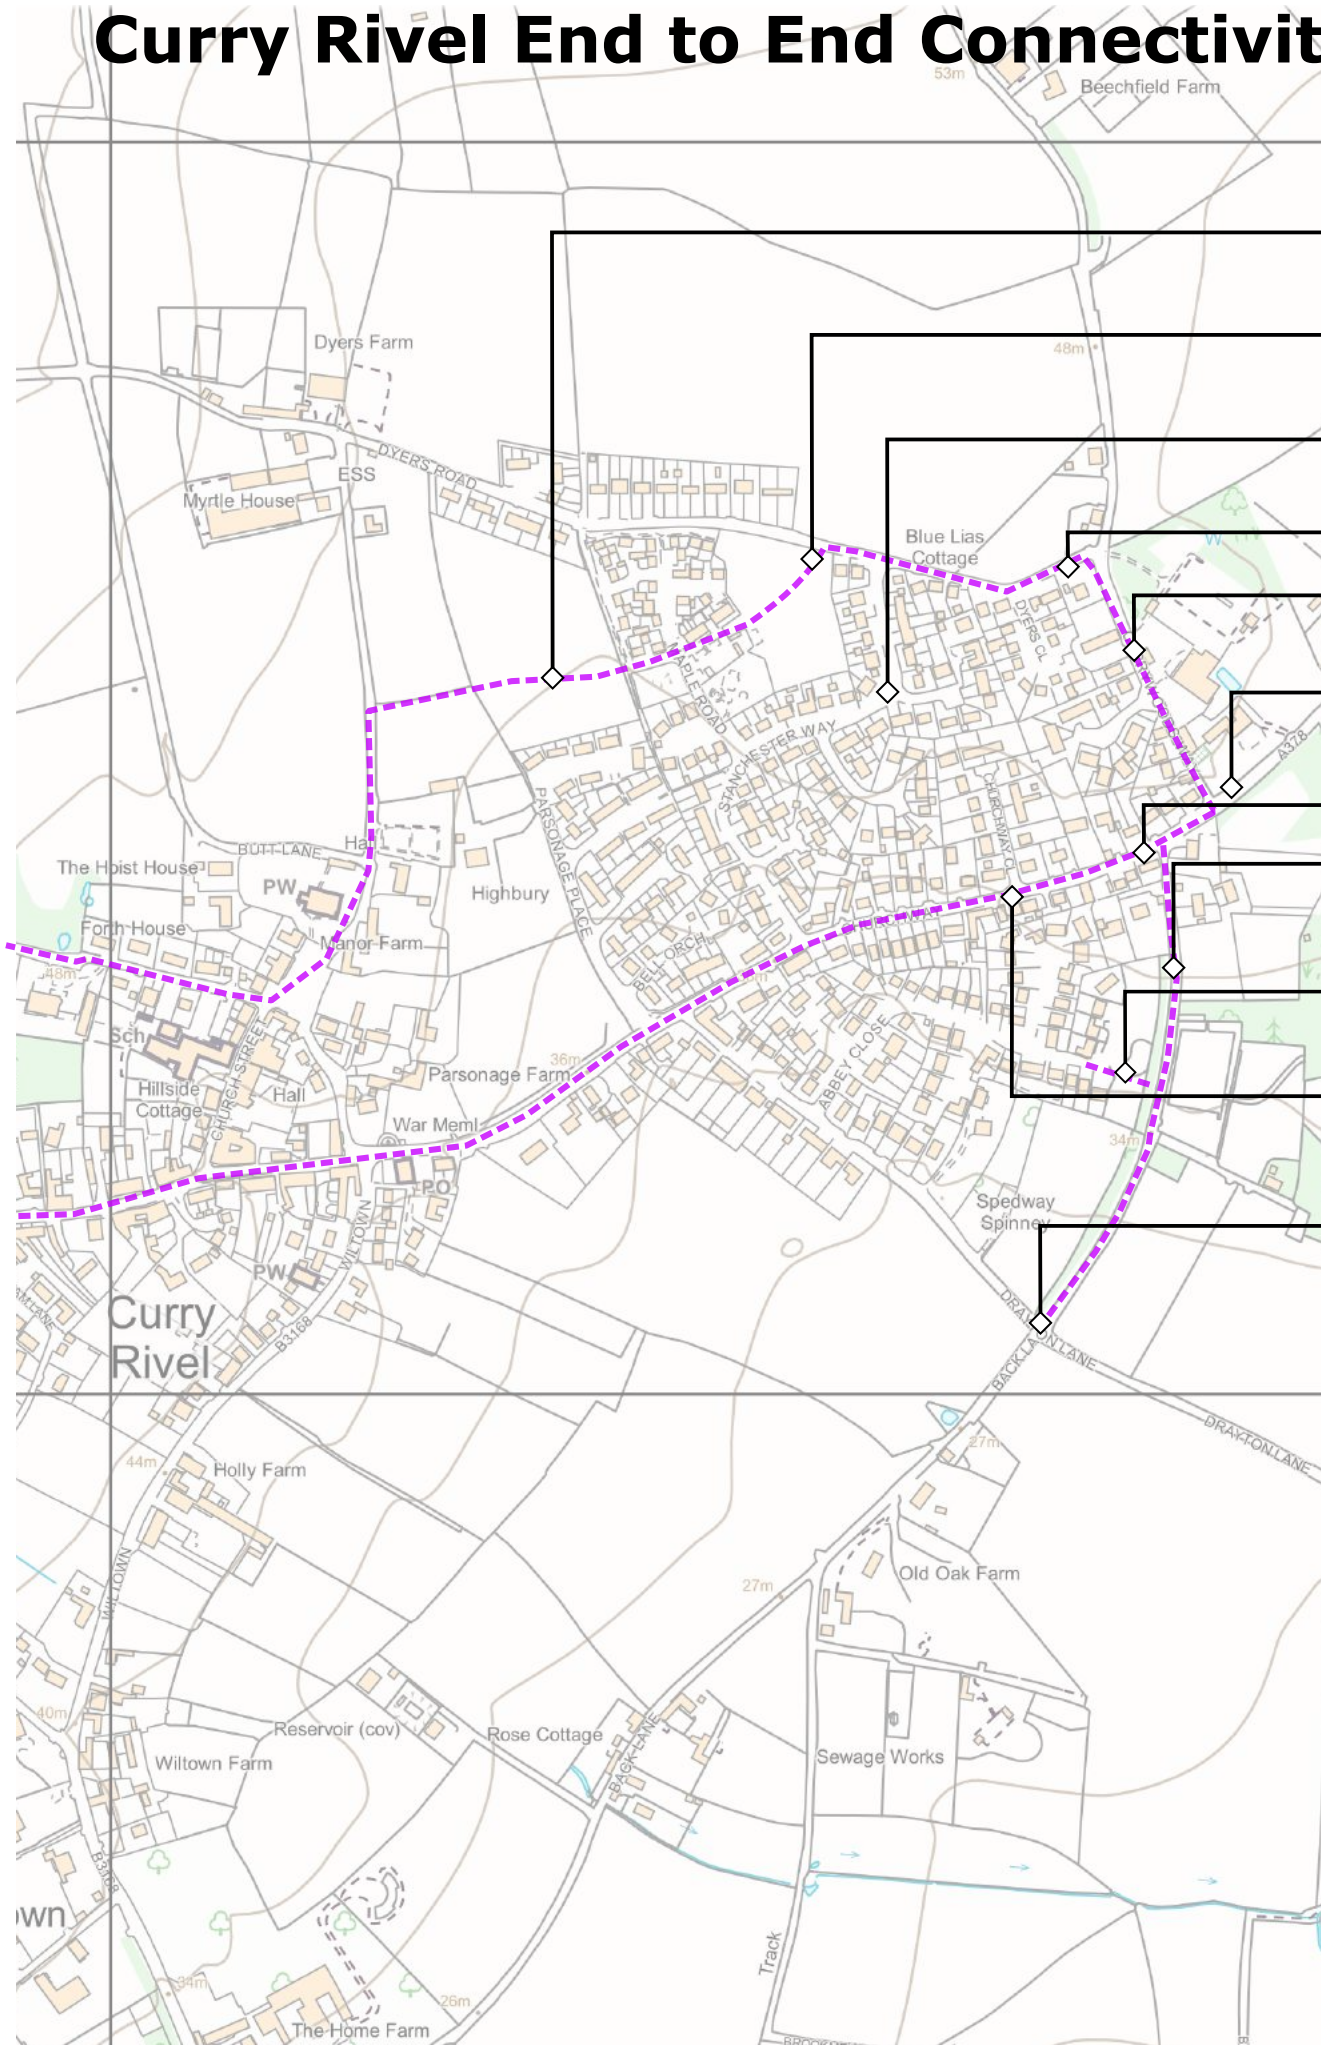 Curry Rivel End to End Connectivit
53m
Beechfield Farm
Dyers Farm
48m
DYERS ROAD
ESS
Myrtle House
Blue Lias
Cottage
W
DYERS CL
STANCHESTER WAY
A378
CHURCHWAY CL
PARSONAGE PLACE
BUTT LANE
The Hoist House
PW
Highbury
Forth House
Manor Farm
48m
BELL ORCH
Sch
36m
Parsonage Farm
ABBEY CLOSE
Hillside
Cottage
Hall
CHURCH STREET
War Meml
34m
PO
Spedway
Spinney
WILTOWN
PW
Curry
Rivel
B3168
DRAYTON LANE
BACK LA
DRAYTON LANE
27m
44m
Holly Farm
Old Oak Farm
27m
WILTOWN
40m
Reservoir (cov)
Rose Cottage
Wiltown Farm
BACK LANE
Sewage Works
B3168
own
Track
34m
26m
The Home Farm